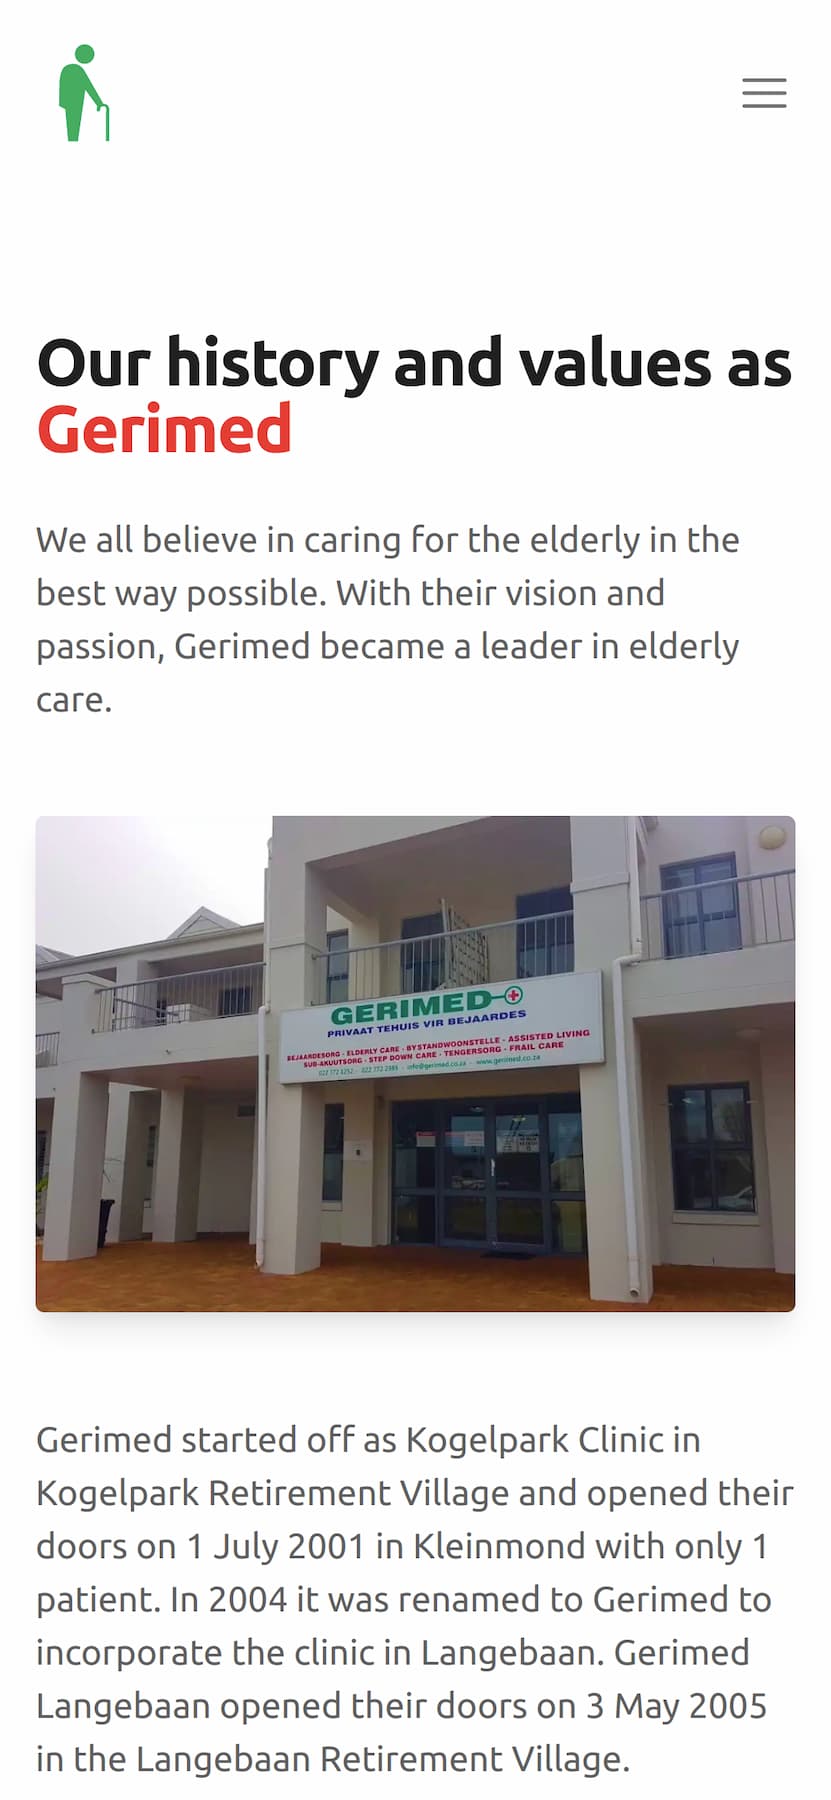 Our history and values as
Gerimed
We all believe in caring for the elderly in the
best way possible. With their vision and
passion, Gerimed became a leader in elderly
care.
GERIMED
PRIVAAT TEHUIS VIR BEJAARDES
BEJAARDESORG - ELDERLY CARE - BYSTANDWOONSTELLE - ASSISTED LIVING
SUB-AKUUTSORG - STEP DOWN CARE - TENGERSORG - FRAIL CARE
info@gerimed.co.za - www.gerimed.co.za
Gerimed started off as Kogelpark Clinic in
Kogelpark Retirement Village and opened their
doors on 1 July 2001 in Kleinmond with only 1
patient. In 2004 it was renamed to Gerimed to
incorporate the clinic in Langebaan. Gerimed
Langebaan opened their doors on 3 May 2005
in the Langebaan Retirement Village.